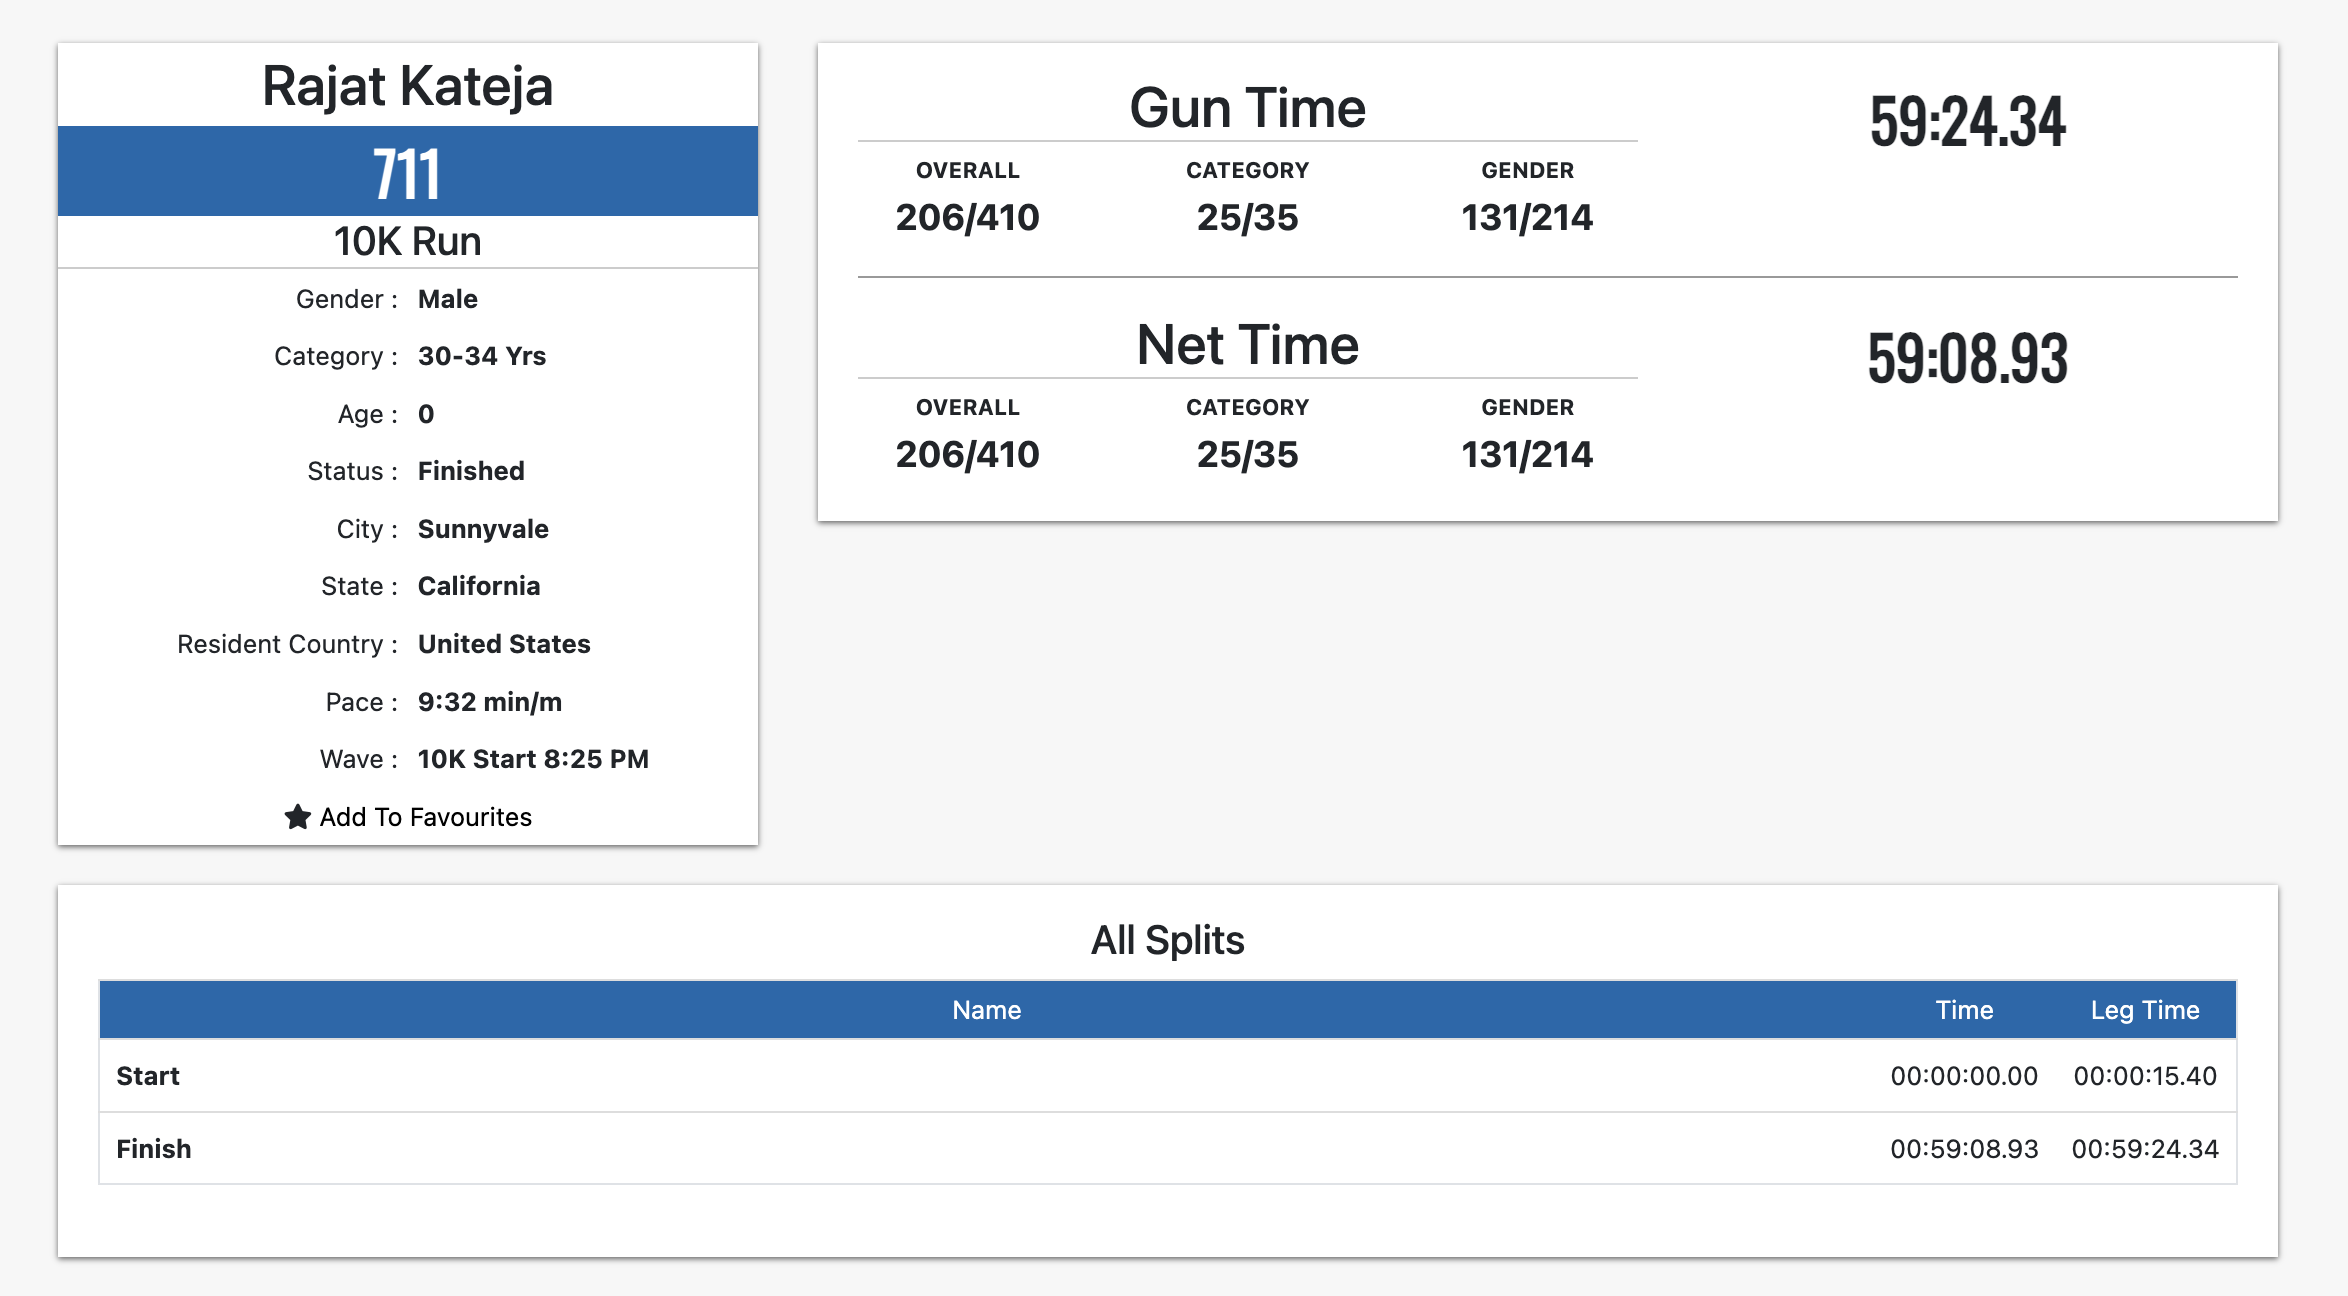 Rajat Kateja
711
10K Run
Gender : Male
Category : 30-34 Yrs
Age : 0
Status : Finished
City : Sunnyvale
State : California
Resident Country : United States
Pace : 9:32 min/m
Wave : 10K Start 8:25 PM
Add To Favourites
Gun Time 59:24.34
OVERALL CATEGORY GENDER
206/410 25/35 131/214
Net Time 59:08.93
OVERALL CATEGORY GENDER
206/410 25/35 131/214
All Splits
Name Time Leg Time
Start 00:00:00.00 00:00:15.40
Finish 00:59:08.93 00:59:24.34